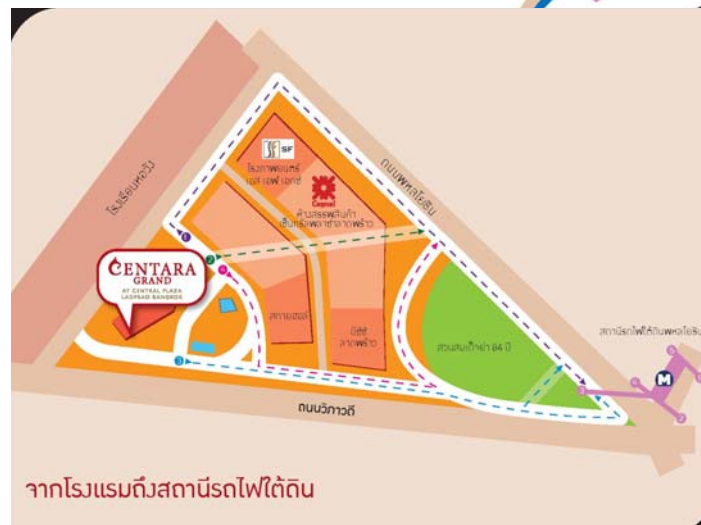 SF SF
โรงภาพยนตร์
เอส เอฟ เอกซ์
ถนนพหลโยธิน
โรงเรียนหอวัง
Central
ห้างสรรพสินค้า
เซ็นทรัลพลาซาลาดพร้าว
1
2
4
CENTARA
GRAND
AT CENTRAL PLAZA
LADPRAO BANGKOK
สกายฮอลล์
บีซีซี
ลาดพร้าว
สวนสมเด็จย่า 84 ปี
สถานีรถไฟใต้ดินพหลโยธิน
M
3
ถนนวิภาวดี
จากโรงแรมถึงสถานีรถไฟใต้ดิน